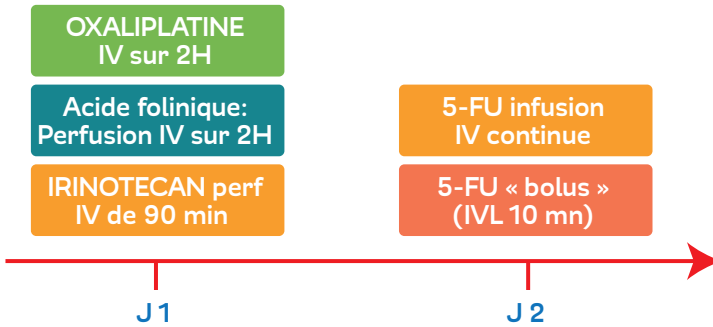 OXALIPLATINE
IV sur 2H
Acide folinique:
Perfusion IV sur 2H
IRINOTECAN perf
IV de 90 min
5-FU infusion
IV continue
5-FU « bolus »
(IVL 10 mn)
J 1
J 2